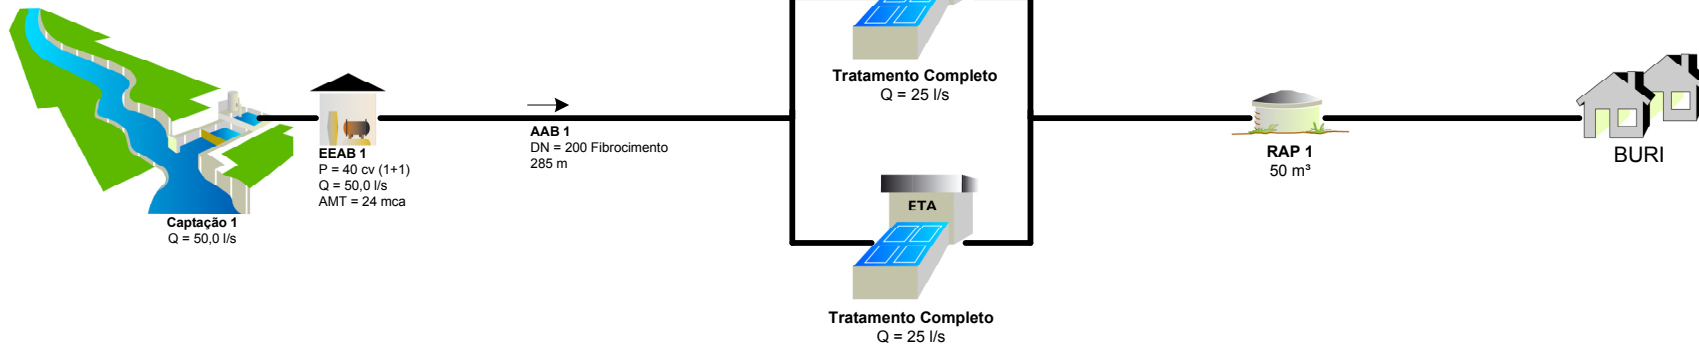 Tratamento Completo
Q = 25 l/s
AAB 1
DN = 200 Fibrocimento
285 m
EEAB 1
P = 40 cv (1+1)
Q = 50,0 l/s
AMT = 24 mca
Captação 1
Q = 50,0 l/s
RAP 1
50 m³
BURI
ETA
Tratamento Completo
Q = 25 l/s